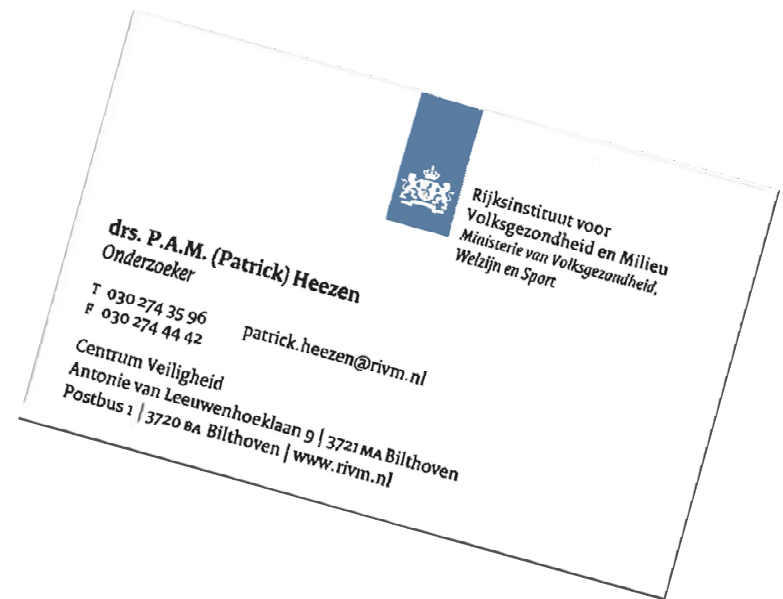 Rijksinstituut voor
Volksgezondheid en Milieu
Ministerie van Volksgezondheid,
Welzijn en Sport
drs. P.A.M. (Patrick) Heezen
Onderzoeker
T 030 274 35 96
F 030 274 44 42
patrick.heezen@rivm.nl
Centrum Veiligheid
Antonie van Leeuwenhoeklaan 9 | 3721 MA Bilthoven
Postbus 1 | 3720 BA Bilthoven | www.rivm.nl